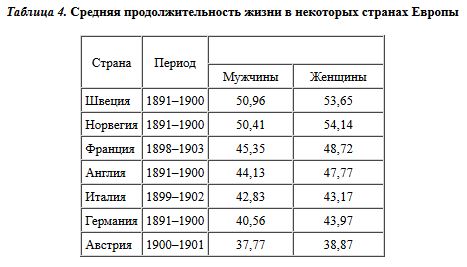 Таблица 4. Средняя продолжительность жизни в некоторых странах Европы
Страна Период
Мужчины Женщины
Швеция 1891–1900 50,96 53,65
Норвегия 1891–1900 50,41 54,14
Франция 1898–1903 45,35 48,72
Англия 1891–1900 44,13 47,77
Италия 1899–1902 42,83 43,17
Германия 1891–1900 40,56 43,97
Австрия 1900–1901 37,77 38,87